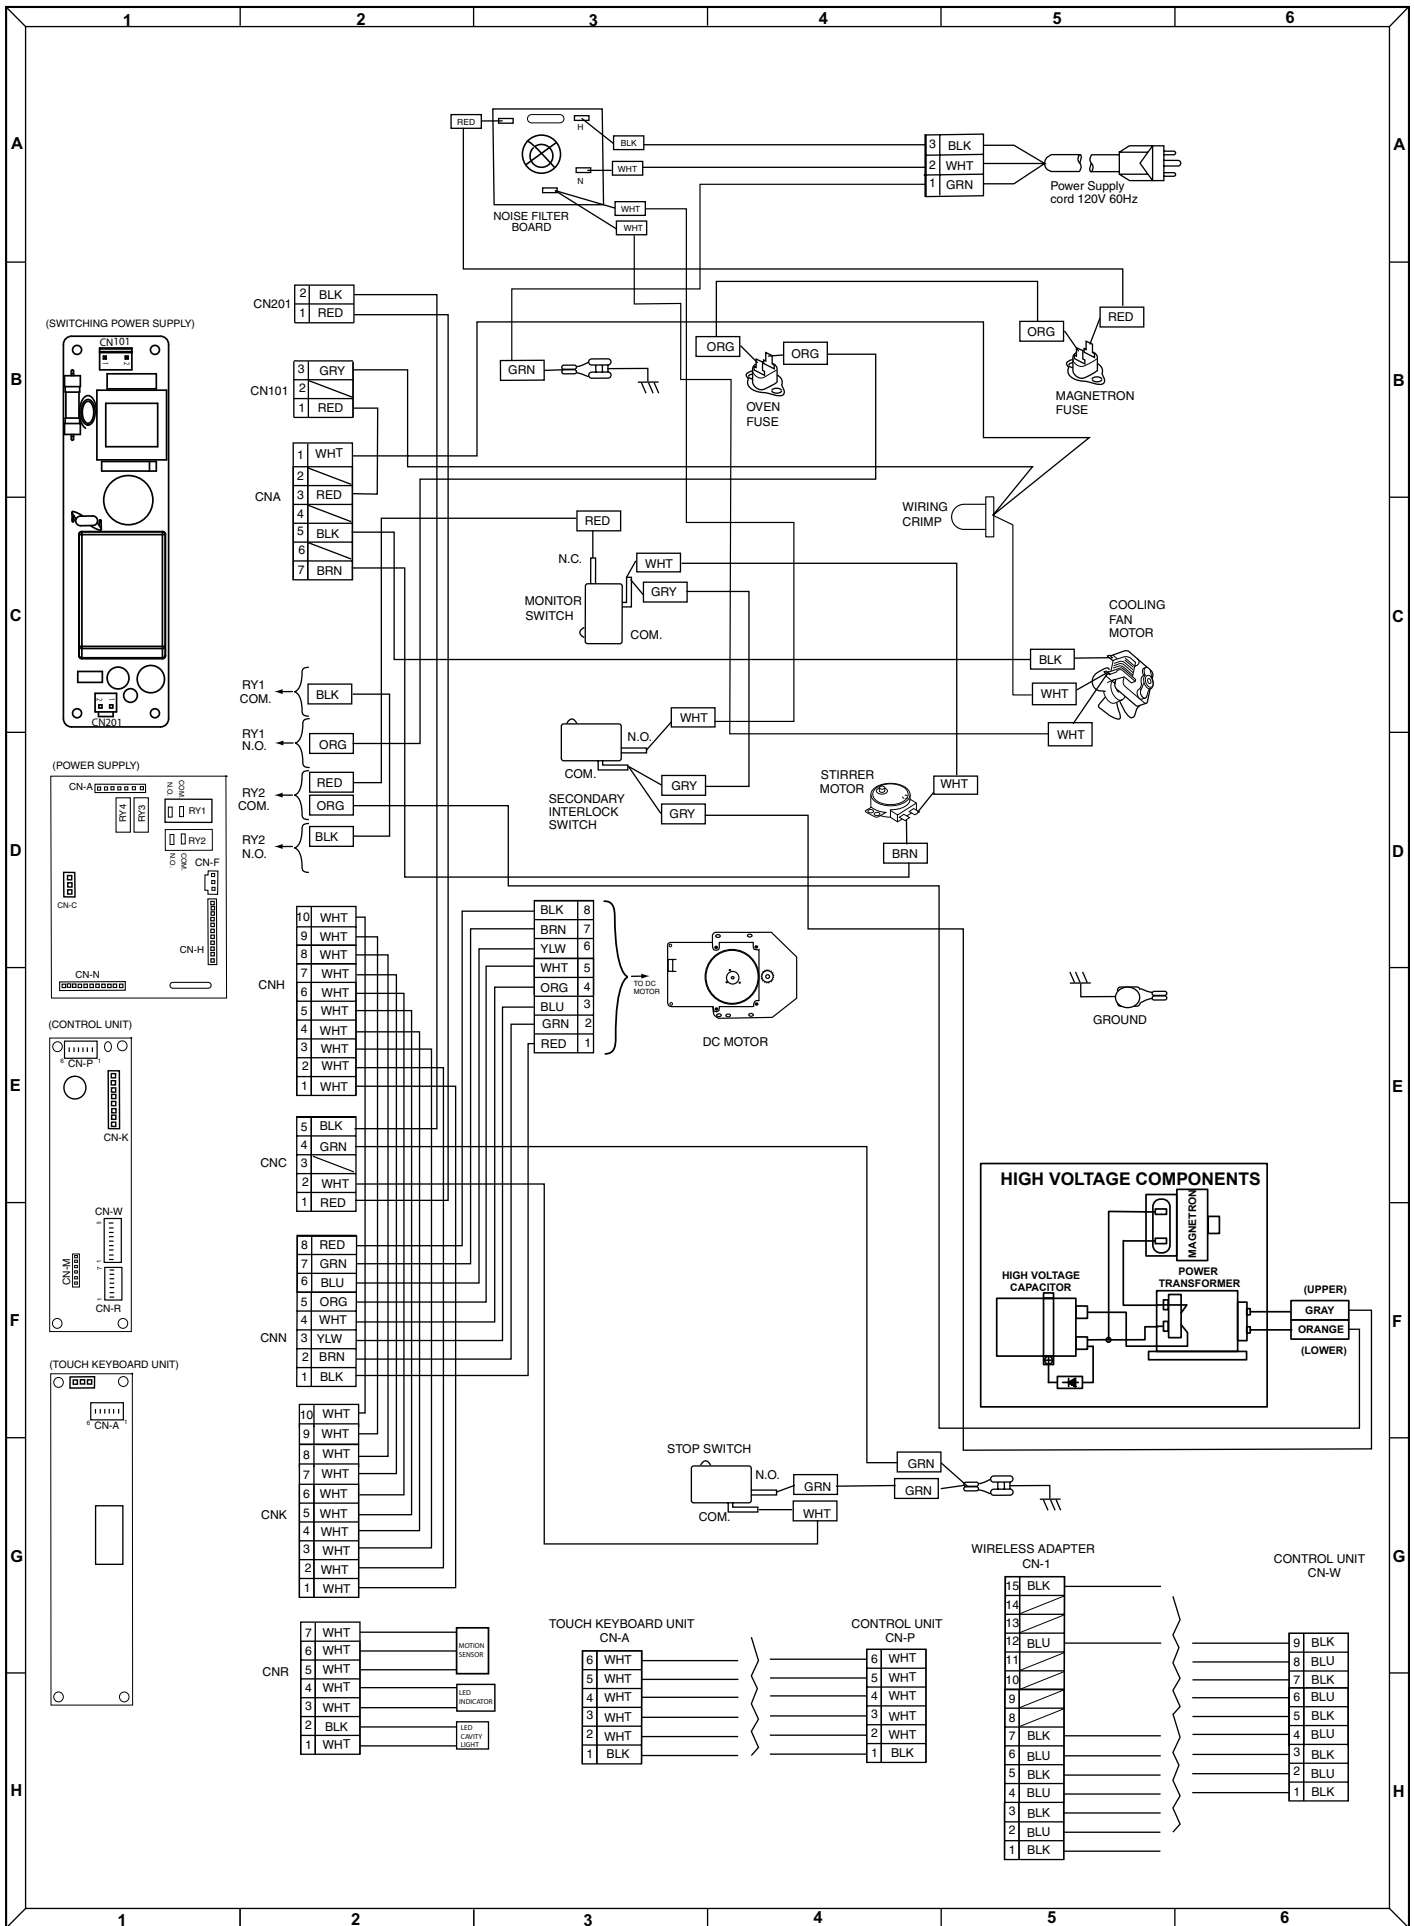 1 2 3 4 5 6
A
B
C
D
E
F
G
H
A
B
C
D
E
F
G
H
1 2 3 4 5 6
RED
H
BLK
WHT
N
WHT
WHT
NOISE FILTER
BOARD
3 BLK
2 WHT
1 GRN
Power Supply
cord 120V 60Hz
CN201
2 BLK
1 RED
CN101
3 GRY
2
1 RED
CNA
1 WHT
2
3 RED
4
5 BLK
6
7 BRN
GRN
ORG
ORG
OVEN
FUSE
ORG
RED
MAGNETRON
FUSE
WIRING
CRIMP
(SWITCHING POWER SUPPLY)
CN101
1 2
2 1
CN201
RED
N.C.
WHT
GRY
MONITOR
SWITCH
COM.
COOLING
FAN
MOTOR
BLK
WHT
WHT
RY1
COM.
BLK
RY1
N.O.
ORG
RY2
COM.
RED
ORG
RY2
N.O.
BLK
WHT
N.O.
COM.
GRY
GRY
SECONDARY
INTERLOCK
SWITCH
STIRRER
MOTOR
WHT
BRN
(POWER SUPPLY)
CN-A
N.O.
COM.
RY4
RY3
RY1
RY2
N.O.
COM.
CN-F
CN-C
CN-H
CN-N
CNH
10 WHT
9 WHT
8 WHT
7 WHT
6 WHT
5 WHT
4 WHT
3 WHT
2 WHT
1 WHT
BLK 8
BRN 7
YLW 6
WHT 5
ORG 4
BLU 3
GRN 2
RED 1
TO DC
MOTOR
DC MOTOR
GROUND
(CONTROL UNIT)
6 CN-P 1
CN-K
CN-W
9
1
CN-M
7
1
CN-R
CNC
5 BLK
4 GRN
3
2 WHT
1 RED
CNN
8 RED
7 GRN
6 BLU
5 ORG
4 WHT
3 YLW
2 BRN
1 BLK
HIGH VOLTAGE COMPONENTS
MAGNETRON
POWER
TRANSFORMER
HIGH VOLTAGE
CAPACITOR
(UPPER)
GRAY
ORANGE
(LOWER)
(TOUCH KEYBOARD UNIT)
6 CN-A 1
CNK
10 WHT
9 WHT
8 WHT
7 WHT
6 WHT
5 WHT
4 WHT
3 WHT
2 WHT
1 WHT
STOP SWITCH
N.O.
COM.
GRN
WHT
GRN
GRN
CNR
7 WHT
6 WHT
5 WHT
4 WHT
3 WHT
2 BLK
1 WHT
MOTION
SENSOR
LED
INDICATOR
LED
CAVITY
LIGHT
TOUCH KEYBOARD UNIT
CN-A
6 WHT
5 WHT
4 WHT
3 WHT
2 WHT
1 BLK
CONTROL UNIT
CN-P
6 WHT
5 WHT
4 WHT
3 WHT
2 WHT
1 BLK
WIRELESS ADAPTER
CN-1
15 BLK
14
13
12 BLU
11
10
9
8
7 BLK
6 BLU
5 BLK
4 BLU
3 BLK
2 BLU
1 BLK
CONTROL UNIT
CN-W
9 BLK
8 BLU
7 BLK
6 BLU
5 BLK
4 BLU
3 BLK
2 BLU
1 BLK